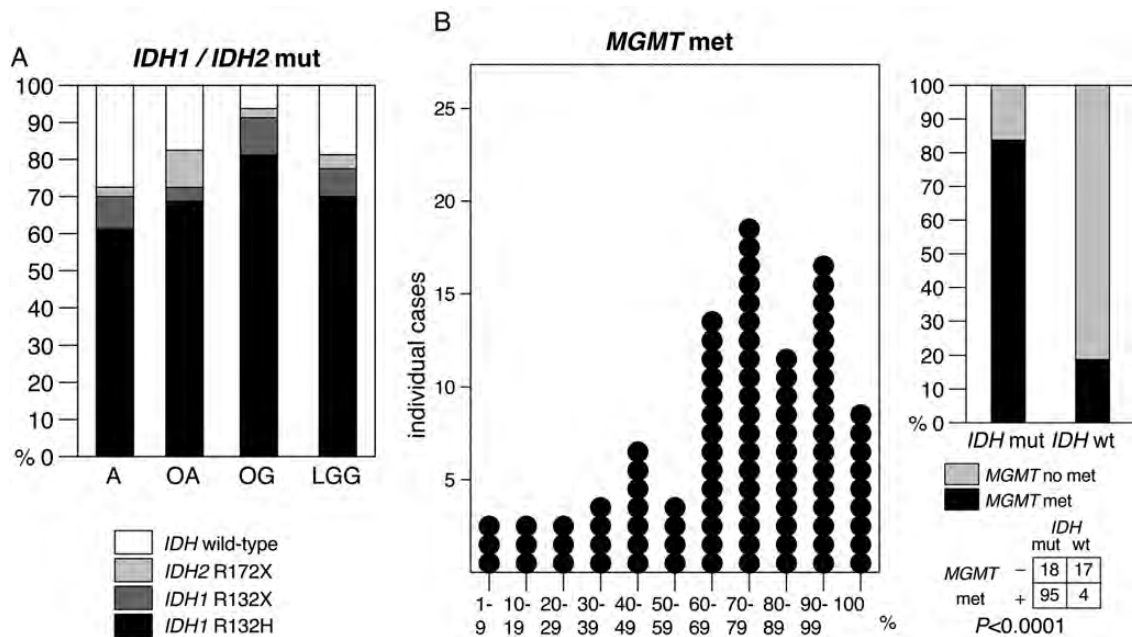 A
IDH1 / IDH2 mut
100
90
80
70
60
50
40
30
20
10
% 0
A OA OG LGG
IDH wild-type
IDH2 R172X
IDH1 R132X
IDH1 R132H
B
MGMT met
individual cases
25
20
15
10
5
1- 10- 20- 30- 40- 50- 60- 70- 80- 90- 100
9 19 29 39 49 59 69 79 89 99 %
100
90
80
70
60
50
40
30
20
10
% 0
IDH mut IDH wt
MGMT no met
MGMT met
IDH
mut wt
MGMT − 18 17
met + 95 4
P<0.0001